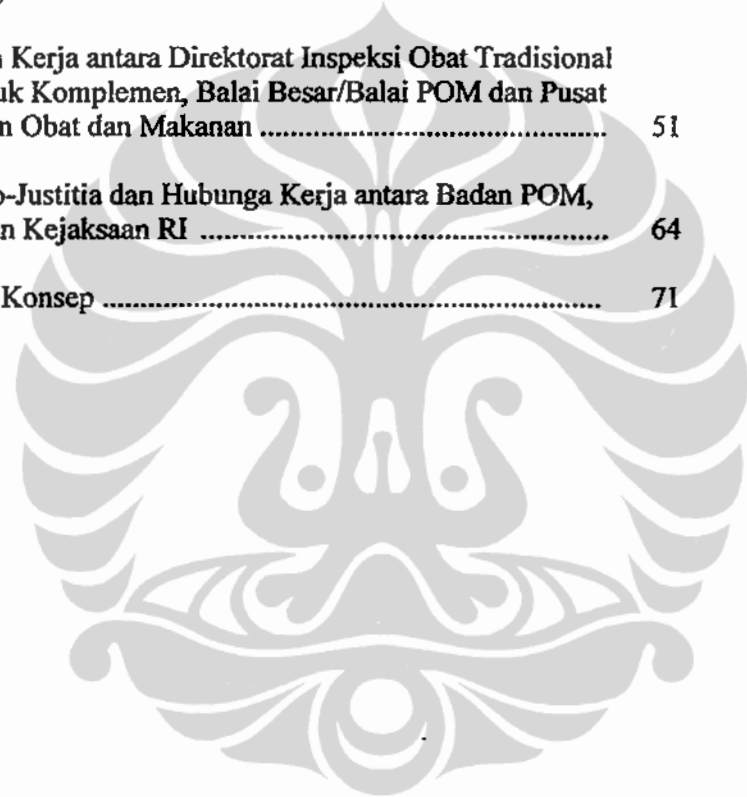 Kerja antara Direktorat Inspeksi Obat Tradisional
uk Komplemen, Balai Besar/Balai POM dan Pusat
n Obat dan Makanan ................................................ 51
o-Justitia dan Hubunga Kerja antara Badan POM,
n Kejaksaan RI ......................................................... 64
Konsep ...................................................................... 71